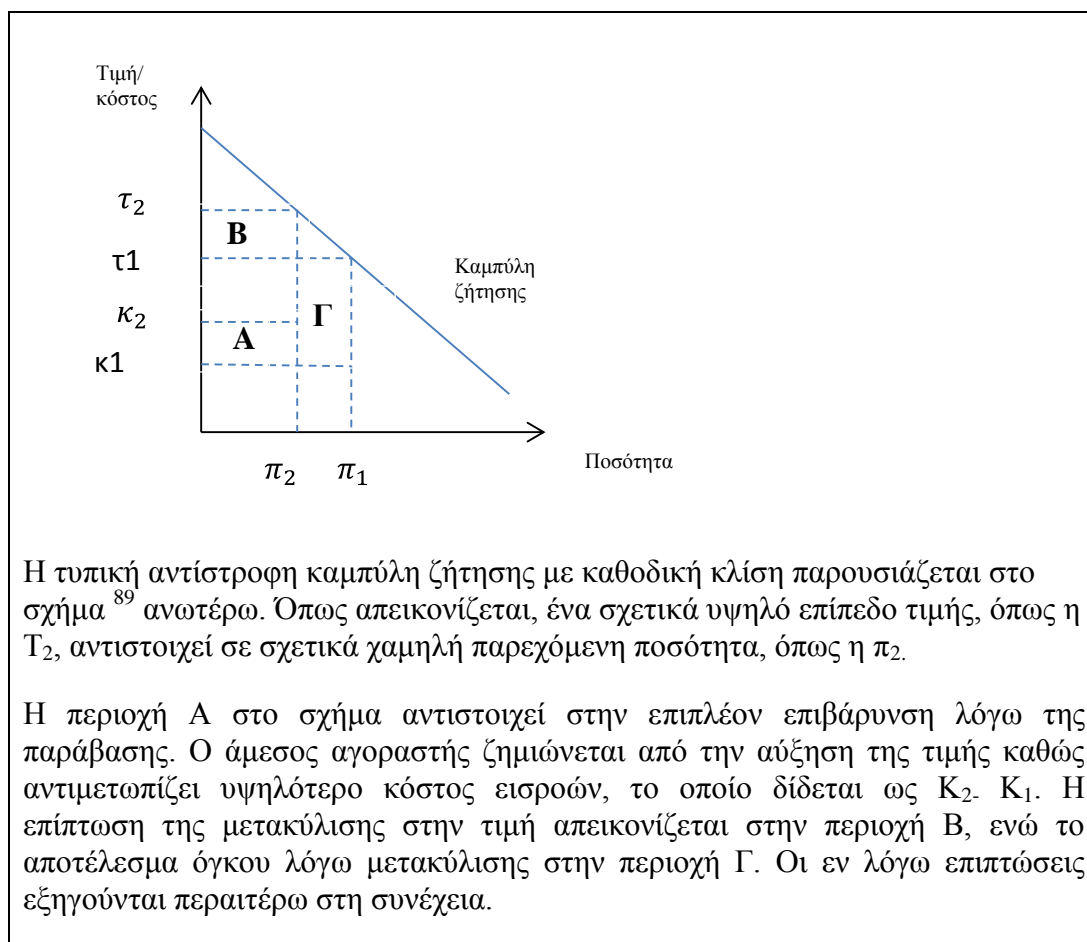 Τιμή/
κόστος
τ₂
Β
τ1
Καμπύλη
ζήτησης
κ₂
Γ
Α
κ1
π₂ π₁
Ποσότητα
Η τυπική αντίστροφη καμπύλη ζήτησης με καθοδική κλίση παρουσιάζεται στο
σχήμα ⁸⁹ ανωτέρω. Όπως απεικονίζεται, ένα σχετικά υψηλό επίπεδο τιμής, όπως η
Τ₂, αντιστοιχεί σε σχετικά χαμηλή παρεχόμενη ποσότητα, όπως η π₂.
Η περιοχή Α στο σχήμα αντιστοιχεί στην επιπλέον επιβάρυνση λόγω της
παράβασης. Ο άμεσος αγοραστής ζημιώνεται από την αύξηση της τιμής καθώς
αντιμετωπίζει υψηλότερο κόστος εισροών, το οποίο δίδεται ως Κ₂- Κ₁. Η
επίπτωση της μετακύλισης στην τιμή απεικονίζεται στην περιοχή Β, ενώ το
αποτέλεσμα όγκου λόγω μετακύλισης στην περιοχή Γ. Οι εν λόγω επιπτώσεις
εξηγούνται περαιτέρω στη συνέχεια.